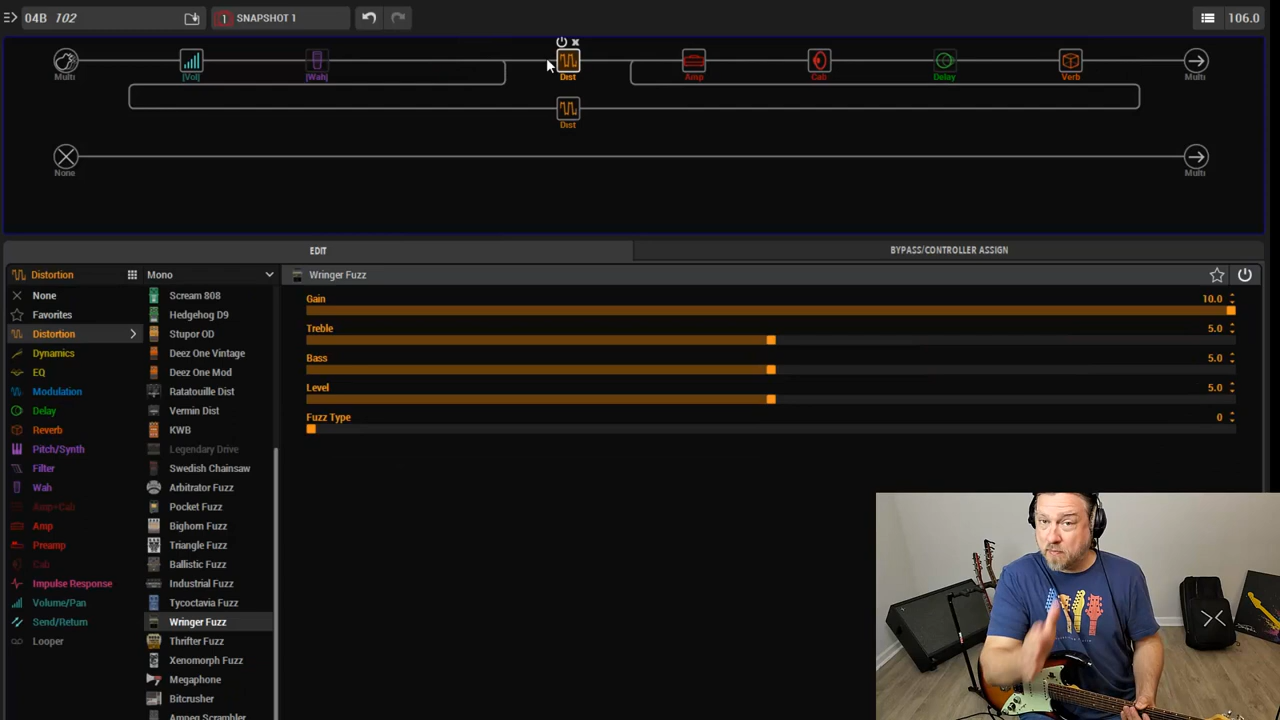 04B 102
1 SNAPSHOT 1
106.0
Multi
[Vol]
[Wah]
Dist
Amp
Cab
Delay
Verb
Multi
Dist
None
Multi
EDIT
BYPASS/CONTROLLER ASSIGN
Distortion
Mono
Wringer Fuzz
None
Favorites
Distortion
Dynamics
EQ
Modulation
Delay
Reverb
Pitch/Synth
Filter
Wah
Amp+Cab
Amp
Preamp
Cab
Impulse Response
Volume/Pan
Send/Return
Looper
Scream 808
Hedgehog D9
Stupor OD
Deez One Vintage
Deez One Mod
Ratatouille Dist
Vermin Dist
KWB
Legendary Drive
Swedish Chainsaw
Arbitrator Fuzz
Pocket Fuzz
Bighorn Fuzz
Triangle Fuzz
Ballistic Fuzz
Industrial Fuzz
Tycoctavia Fuzz
Wringer Fuzz
Thrifter Fuzz
Xenomorph Fuzz
Megaphone
Bitcrusher
Ampeg Scrambler
Gain 10.0
Treble 5.0
Bass 5.0
Level 5.0
Fuzz Type 0